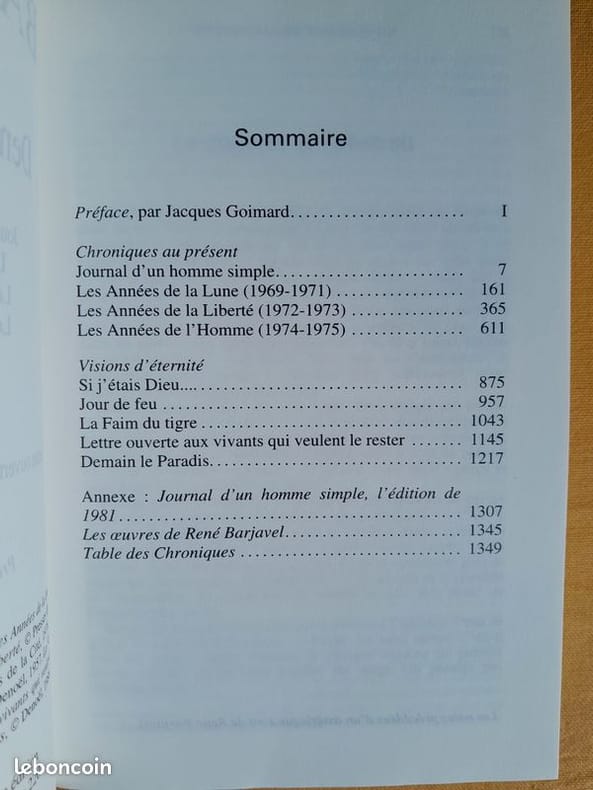 Sommaire
Préface, par Jacques Goimard........................ I
Chroniques au présent
Journal d'un homme simple......................... 7
Les Années de la Lune (1969-1971) ................. 161
Les Années de la Liberté (1972-1973) ............... 365
Les Années de l'Homme (1974-1975) ............... 611
Visions d'éternité
Si j'étais Dieu.... ................................... 875
Jour de feu ........................................ 957
La Faim du tigre ................................... 1043
Lettre ouverte aux vivants qui veulent le rester ....... 1145
Demain le Paradis.................................. 1217
Annexe : Journal d'un homme simple, l'édition de
1981 .............................................. 1307
Les œuvres de René Barjavel........................ 1345
Table des Chroniques .............................. 1349
leboncoin